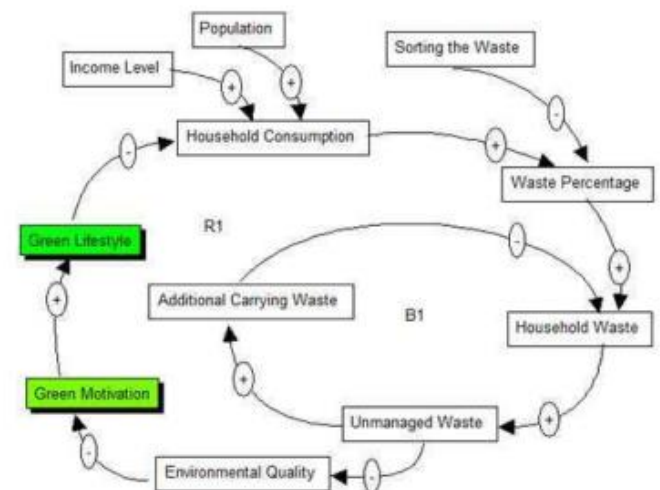 Population
Sorting the Waste
Income Level
+
+
-
Household Consumption
-
+
Waste Percentage
R1
Green Lifestyle
-
+
Additional Carrying Waste
B1
+
Household Waste
+
Green Motivation
+
Unmanaged Waste
+
-
Environmental Quality
-